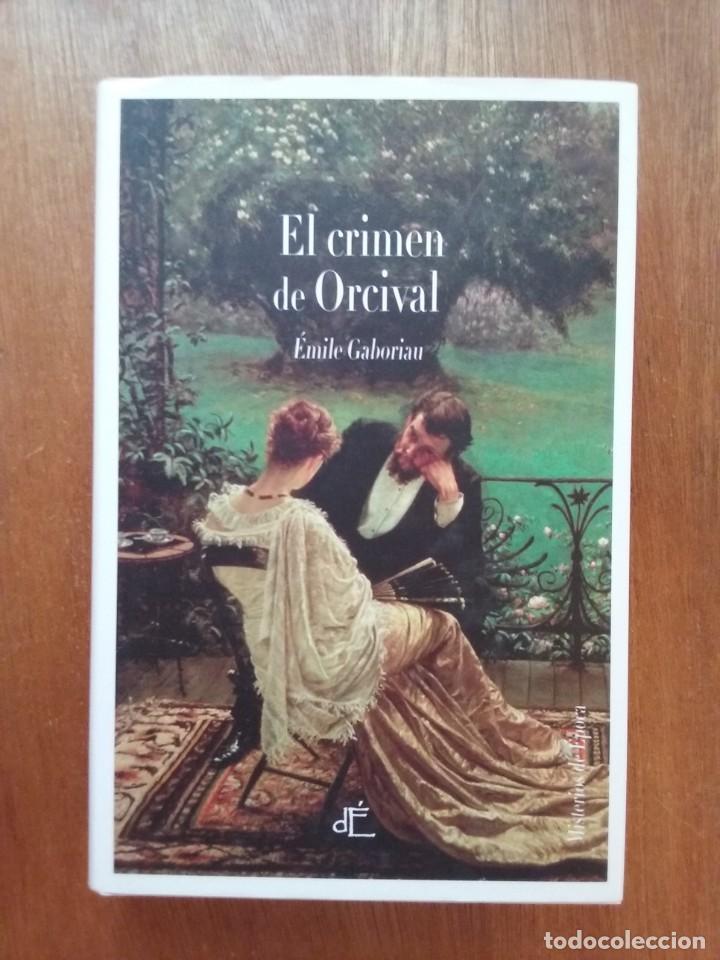 El crimen
de Orcival
Émile Gaboriau
Misterios de Época
dÉ
todocoleccion